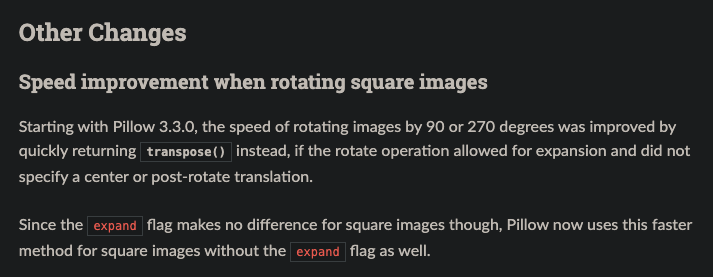 Other Changes
Speed improvement when rotating square images
Starting with Pillow 3.3.0, the speed of rotating images by 90 or 270 degrees was improved by
quickly returning transpose() instead, if the rotate operation allowed for expansion and did not
specify a center or post-rotate translation.
Since the expand flag makes no difference for square images though, Pillow now uses this faster
method for square images without the expand flag as well.